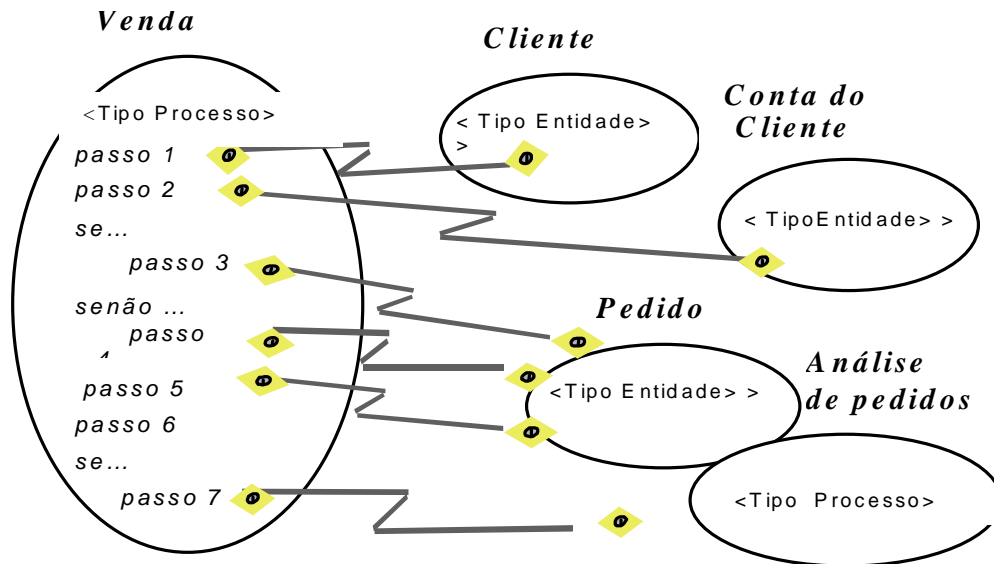 Venda
<Tipo Processo>
passo 1
passo 2
se...
passo 3
senão ...
passo
passo 5
passo 6
se...
passo 7
Cliente
< Tipo Entidade>
>
Conta do
Cliente
< TipoEntidade> >
Pedido
<Tipo Entidade> >
Análise
de pedidos
<Tipo Processo>